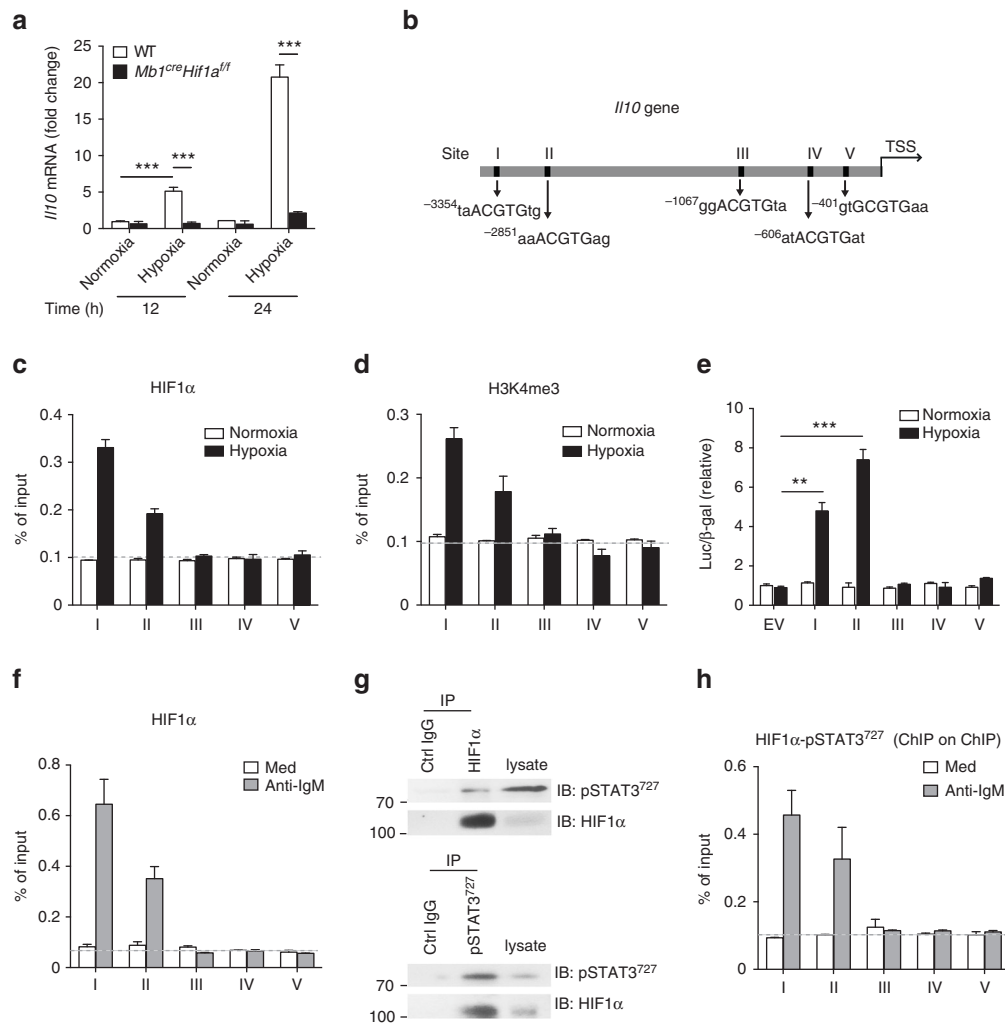 a
Il10 mRNA (fold change)
25
20
15
10
5
0
WT
Mb1creHif1af/f
***
***
***
Normoxia
Hypoxia
Normoxia
Hypoxia
Time (h)
12
24
b
Il10 gene
Site
I
II
III
IV
V
TSS
−3354taACGTGtg
−2851aaACGTGag
−1067ggACGTGta
−606atACGTGat
−401gtGCGTGaa
c
HIF1α
% of input
0.4
0.3
0.2
0.1
0
Normoxia
Hypoxia
I
II
III
IV
V
d
H3K4me3
% of input
0.3
0.2
0.1
0
Normoxia
Hypoxia
I
II
III
IV
V
e
Luc/β-gal (relative)
10
8
6
4
2
0
Normoxia
Hypoxia
***
**
EV
I
II
III
IV
V
f
HIF1α
% of input
0.8
0.6
0.4
0.2
0
Med
Anti-IgM
I
II
III
IV
V
g
IP
Ctrl IgG
HIF1α
lysate
IB: pSTAT3727
70
IB: HIF1α
100
IP
Ctrl IgG
pSTAT3727
lysate
IB: pSTAT3727
70
IB: HIF1α
100
h
HIF1α-pSTAT3727 (ChIP on ChIP)
% of input
0.6
0.4
0.2
0
Med
Anti-IgM
I
II
III
IV
V